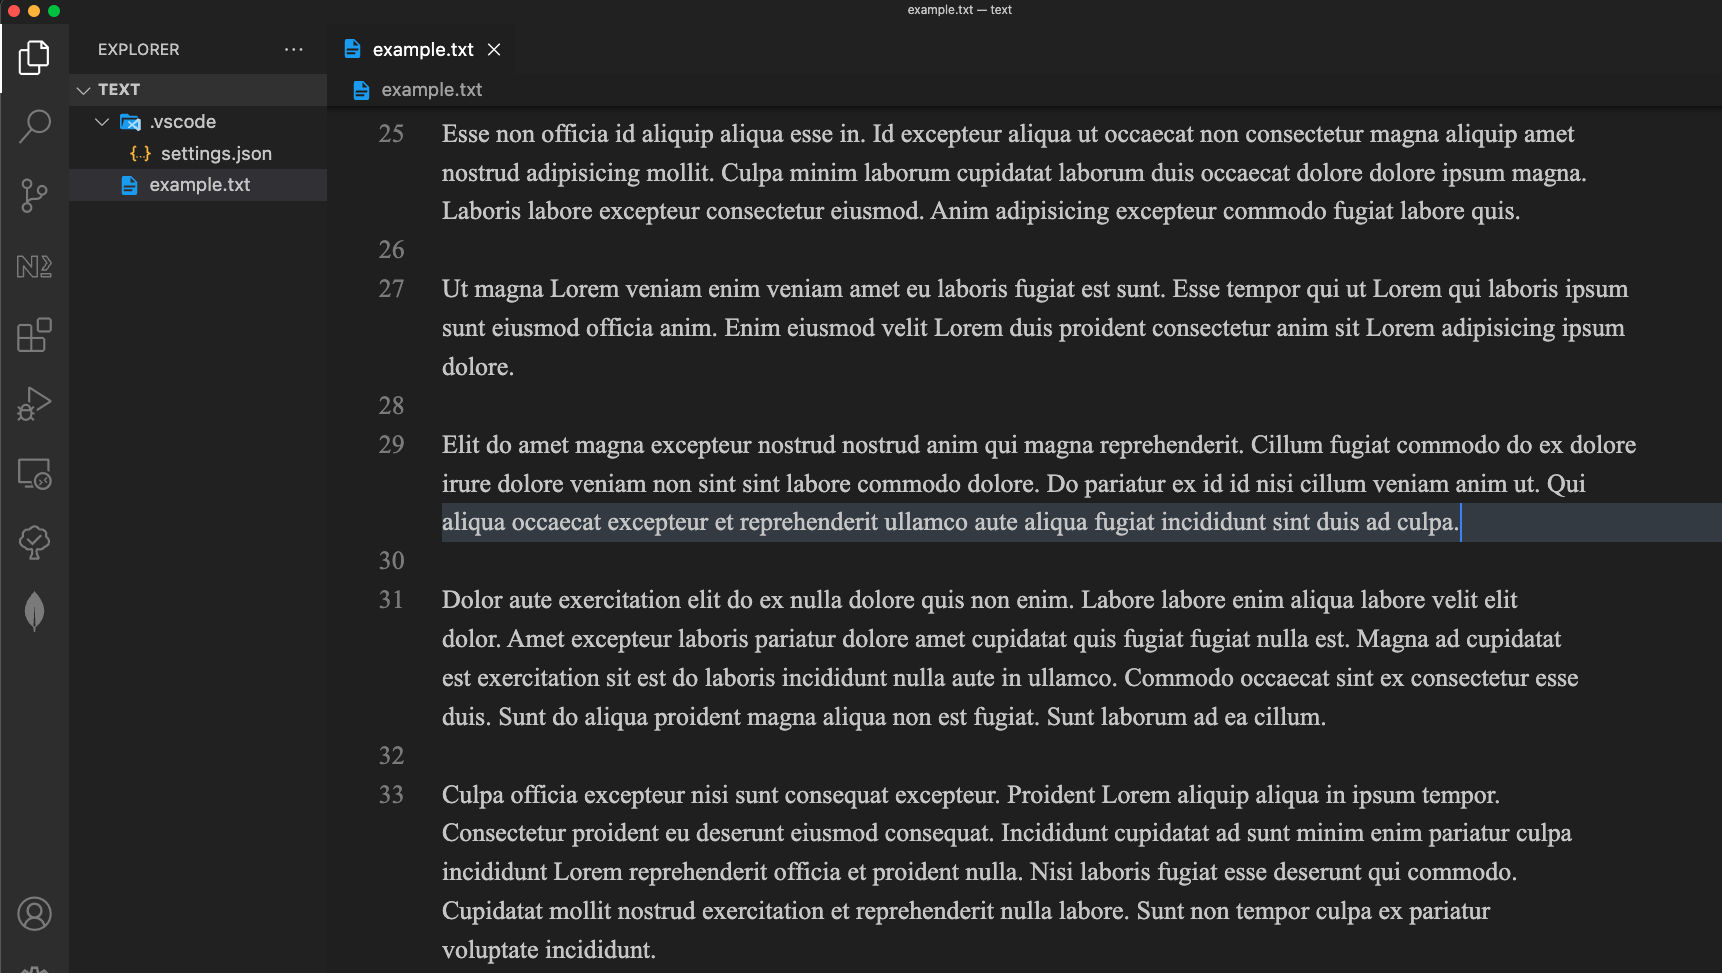 example.txt — text
EXPLORER
TEXT
.vscode
{..} settings.json
example.txt
example.txt
example.txt
25 Esse non officia id aliquip aliqua esse in. Id excepteur aliqua ut occaecat non consectetur magna aliquip amet
nostrud adipisicing mollit. Culpa minim laborum cupidatat laborum duis occaecat dolore dolore ipsum magna.
Laboris labore excepteur consectetur eiusmod. Anim adipisicing excepteur commodo fugiat labore quis.
26
27 Ut magna Lorem veniam enim veniam amet eu laboris fugiat est sunt. Esse tempor qui ut Lorem qui laboris ipsum
sunt eiusmod officia anim. Enim eiusmod velit Lorem duis proident consectetur anim sit Lorem adipisicing ipsum
dolore.
28
29 Elit do amet magna excepteur nostrud nostrud anim qui magna reprehenderit. Cillum fugiat commodo do ex dolore
irure dolore veniam non sint sint labore commodo dolore. Do pariatur ex id id nisi cillum veniam anim ut. Qui
aliqua occaecat excepteur et reprehenderit ullamco aute aliqua fugiat incididunt sint duis ad culpa.
30
31 Dolor aute exercitation elit do ex nulla dolore quis non enim. Labore labore enim aliqua labore velit elit
dolor. Amet excepteur laboris pariatur dolore amet cupidatat quis fugiat fugiat nulla est. Magna ad cupidatat
est exercitation sit est do laboris incididunt nulla aute in ullamco. Commodo occaecat sint ex consectetur esse
duis. Sunt do aliqua proident magna aliqua non est fugiat. Sunt laborum ad ea cillum.
32
33 Culpa officia excepteur nisi sunt consequat excepteur. Proident Lorem aliquip aliqua in ipsum tempor.
Consectetur proident eu deserunt eiusmod consequat. Incididunt cupidatat ad sunt minim enim pariatur culpa
incididunt Lorem reprehenderit officia et proident nulla. Nisi laboris fugiat esse deserunt qui commodo.
Cupidatat mollit nostrud exercitation et reprehenderit nulla labore. Sunt non tempor culpa ex pariatur
voluptate incididunt.